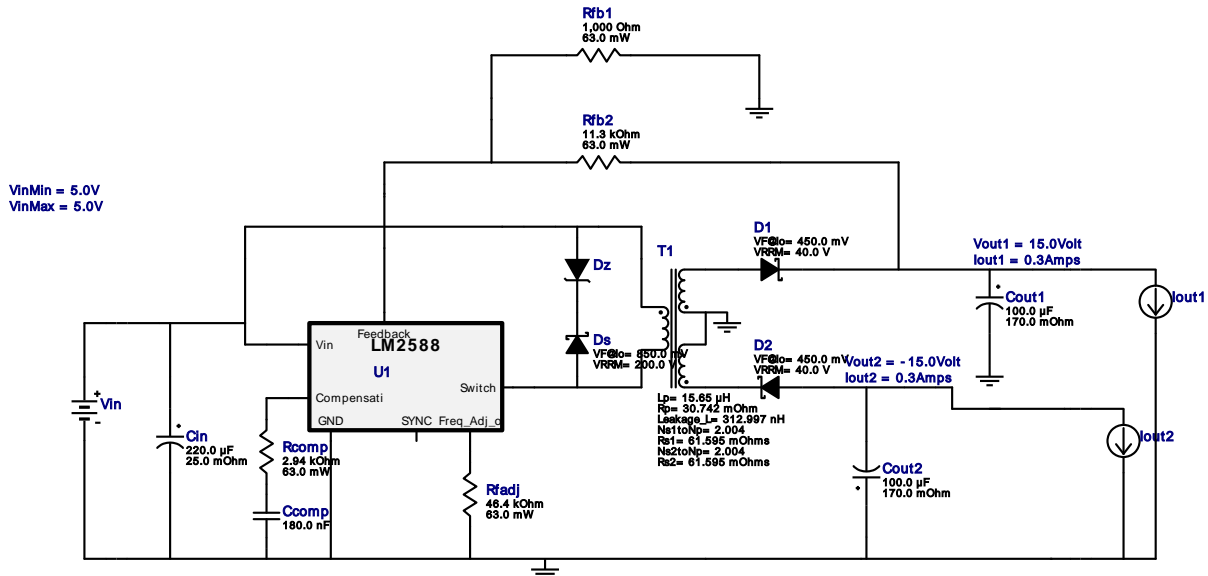 Rfb1
1,000 Ohm
63.0 mW
Rfb2
11.3 kOhm
63.0 mW
VinMin = 5.0V
VinMax = 5.0V
D1
VF@Io= 450.0 mV
VRRM= 40.0 V
T1
Vout1 = 15.0Volt
Iout1 = 0.3Amps
Dz
Cout1
100.0 µF
170.0 mOhm
Iout1
Feedback
LM2588
Vin
U1
Switch
Compensati
GND
SYNC
Freq_Adj_o
Ds
VF@Io= 850.0 mV
VRRM= 200.0 V
D2
VF@Io= 450.0 mV
VRRM= 40.0 V
Vout2 = -15.0Volt
Iout2 = 0.3Amps
Lp= 15.65 µH
Rp= 30.742 mOhm
Leakage_L= 312.997 nH
Ns1toNp= 2.004
Rs1= 61.595 mOhms
Ns2toNp= 2.004
Rs2= 61.595 mOhms
Vin
Cin
220.0 µF
25.0 mOhm
Rcomp
2.94 kOhm
63.0 mW
Ccomp
180.0 nF
Rfadj
46.4 kOhm
63.0 mW
Cout2
100.0 µF
170.0 mOhm
Iout2